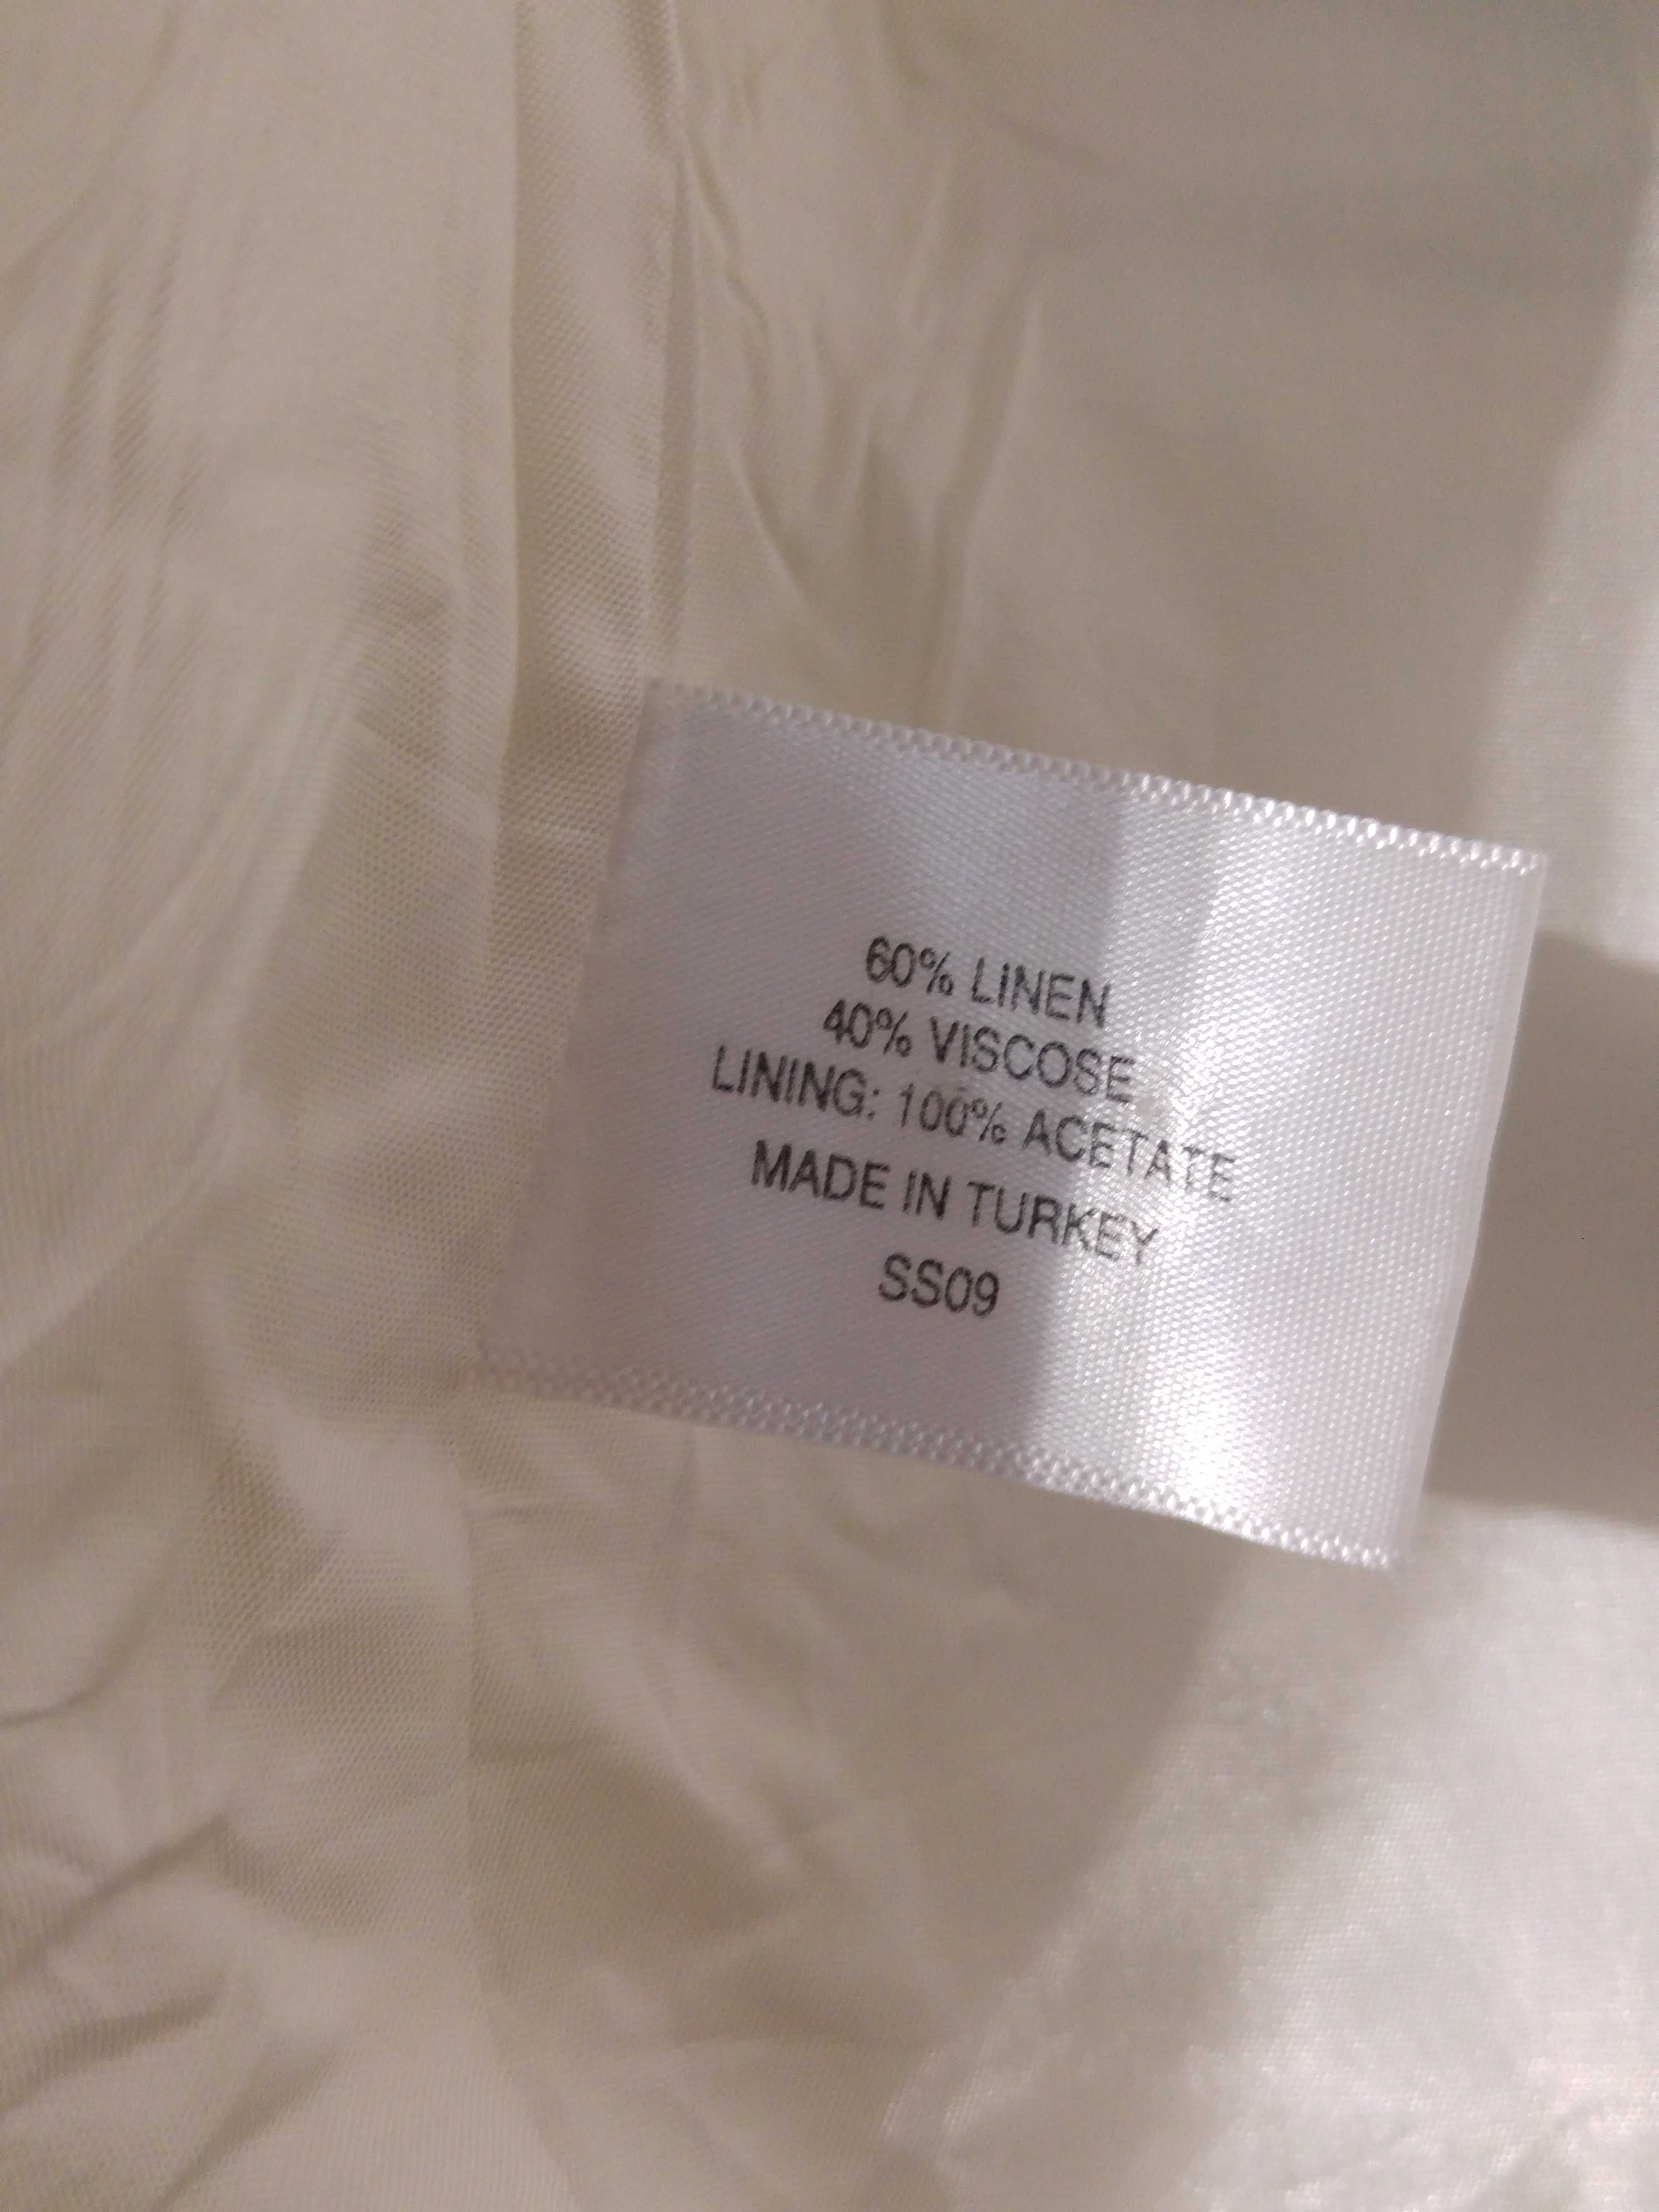 60% LINEN
40% VISCOSE
LINING: 100% ACETATE
MADE IN TURKEY
SS09